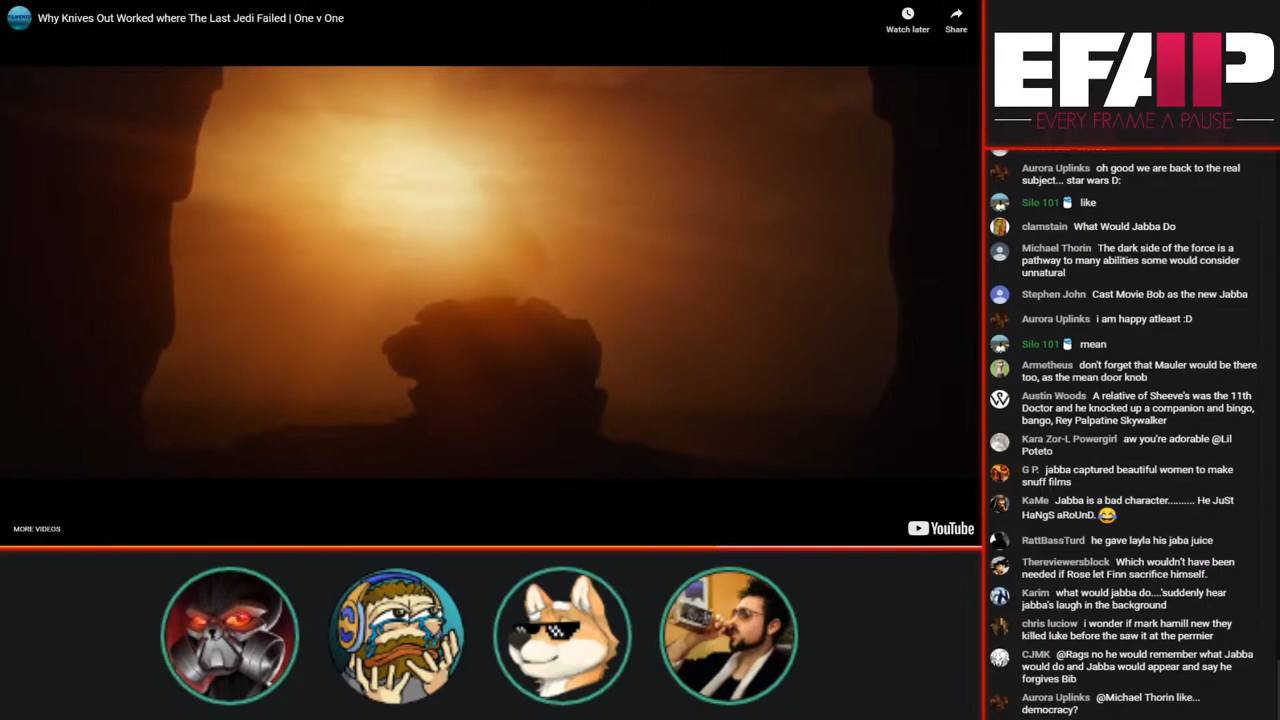 Why Knives Out Worked where The Last Jedi Failed | One v One
Watch later
Share
MORE VIDEOS
YouTube
EFAP
EVERY FRAME A PAUSE
Aurora Uplinks oh good we are back to the real
subject... star wars D:
Silo 101 like
clamstain What Would Jabba Do
Michael Thorin The dark side of the force is a
pathway to many abilities some would consider
unnatural
Stephen John Cast Movie Bob as the new Jabba
Aurora Uplinks i am happy atleast :D
Silo 101 mean
Armetheus don't forget that Mauler would be there
too, as the mean door knob
Austin Woods A relative of Sheeve's was the 11th
Doctor and he knocked up a companion and bingo,
bango, Rey Palpatine Skywalker
Kara Zor-L Powergirl aw you're adorable @Lil
Poteto
G P. jabba captured beautiful women to make
snuff films
KaMe Jabba is a bad character.......... He JuSt
HaNgS aRoUnD. 😂
RattBassTurd he gave layla his jaba juice
Thereviewersblock Which wouldn't have been
needed if Rose let Finn sacrifice himself.
Karim what would jabba do....'suddenly hear
jabba's laugh in the background
chris luciow i wonder if mark hamill new they
killed luke before the saw it at the permier
CJMK @Rags no he would remember what Jabba
would do and Jabba would appear and say he
forgives Bib
Aurora Uplinks @Michael Thorin like...
democracy?